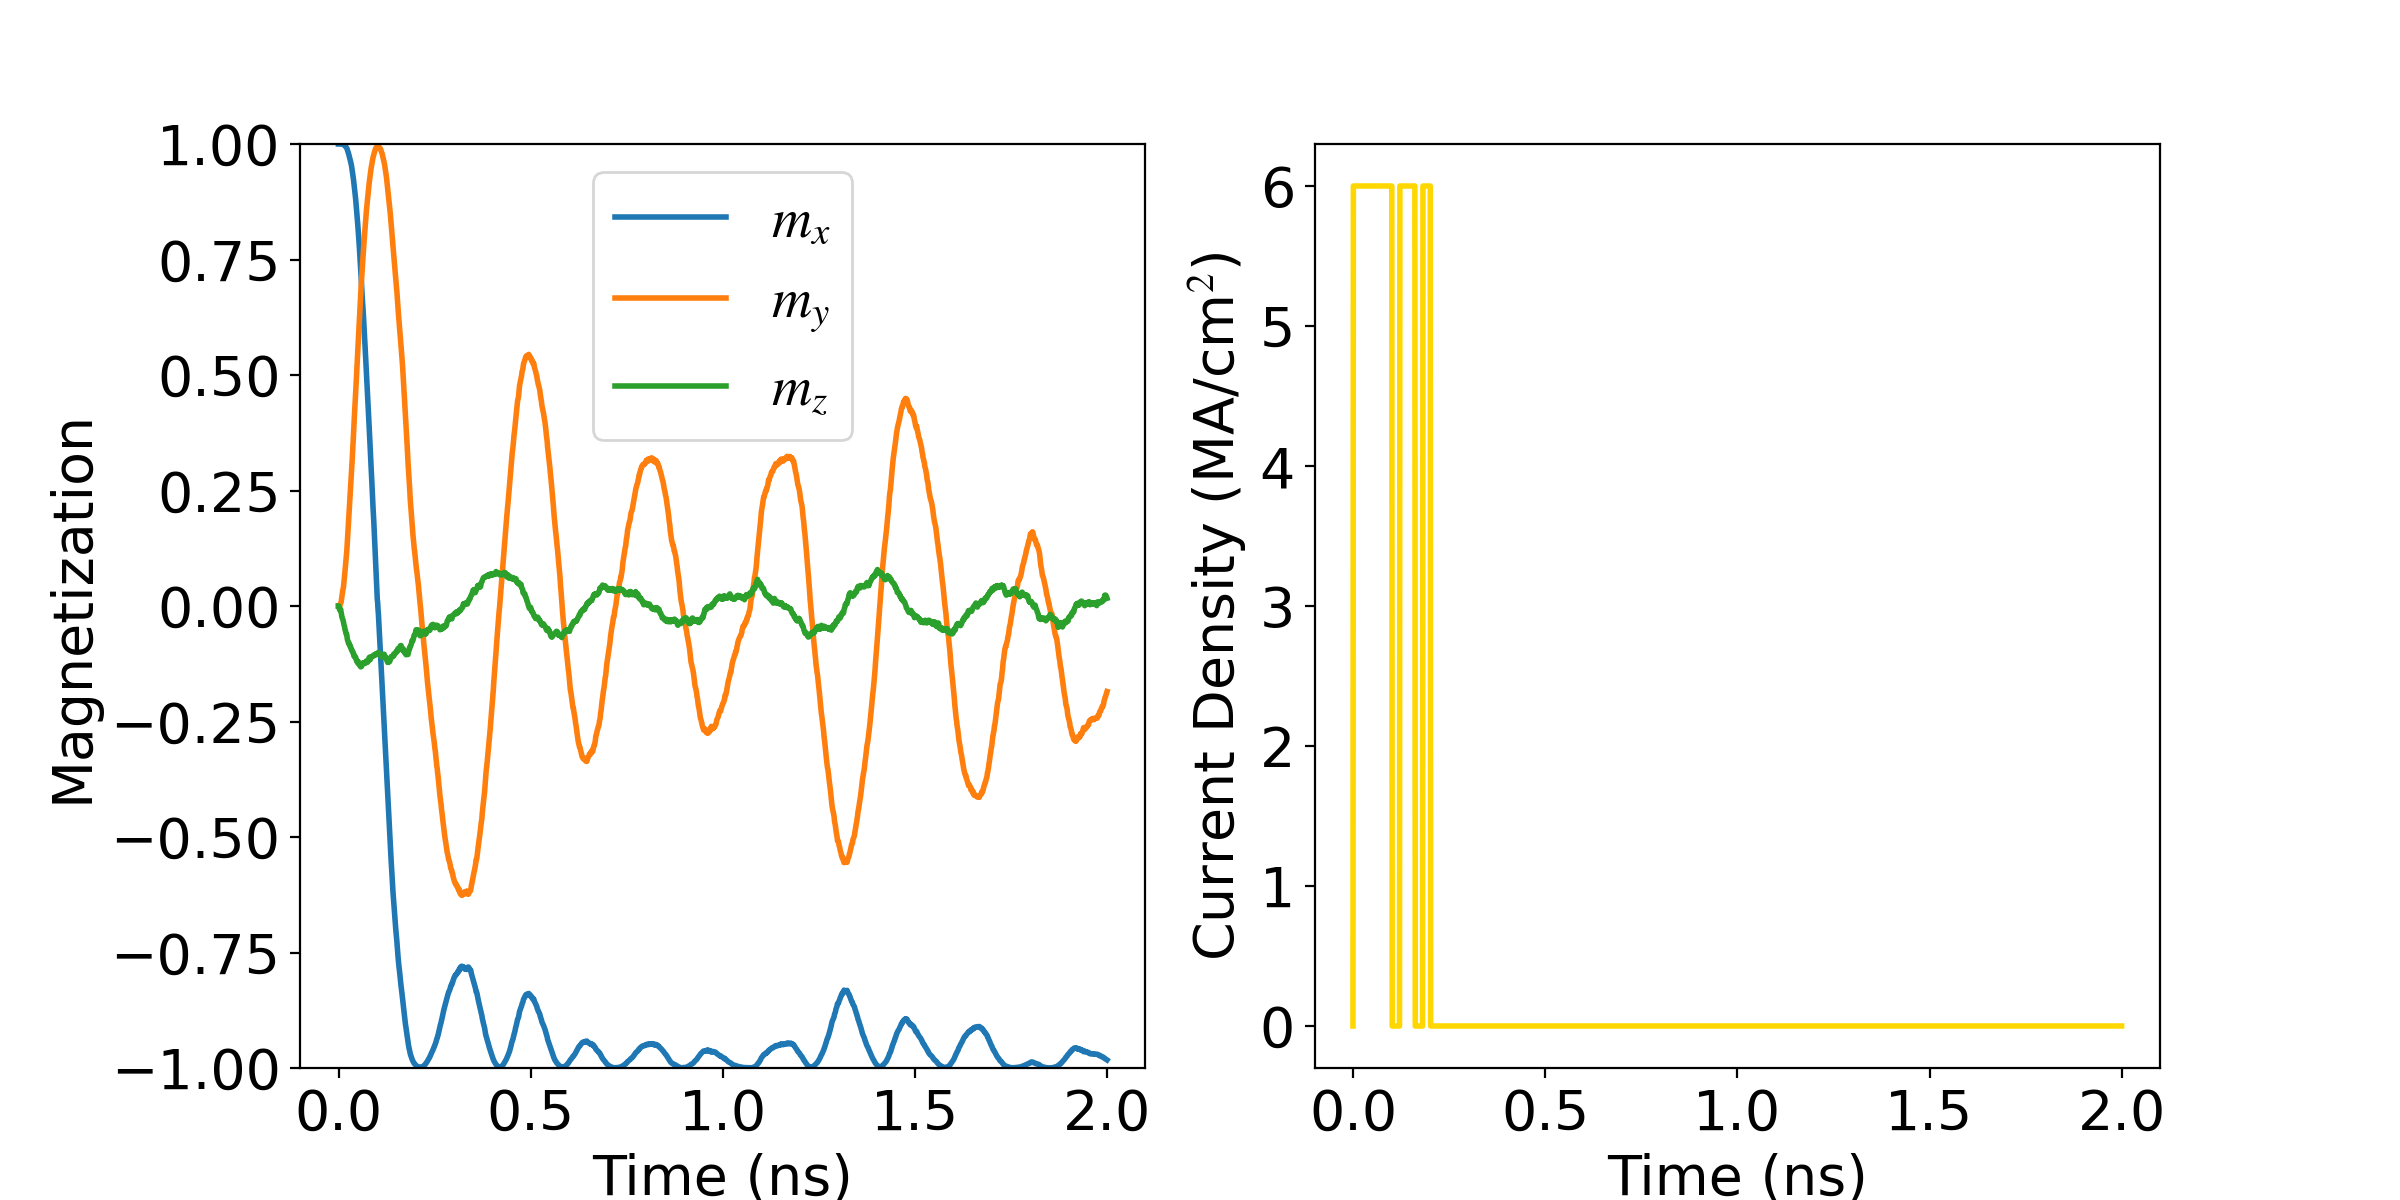 Magnetization
1.00
0.75
0.50
0.25
0.00
−0.25
−0.50
−0.75
−1.00
0.0 0.5 1.0 1.5 2.0
Time (ns)
m_x
m_y
m_z
Current Density (MA/cm²)
6
5
4
3
2
1
0
0.0 0.5 1.0 1.5 2.0
Time (ns)